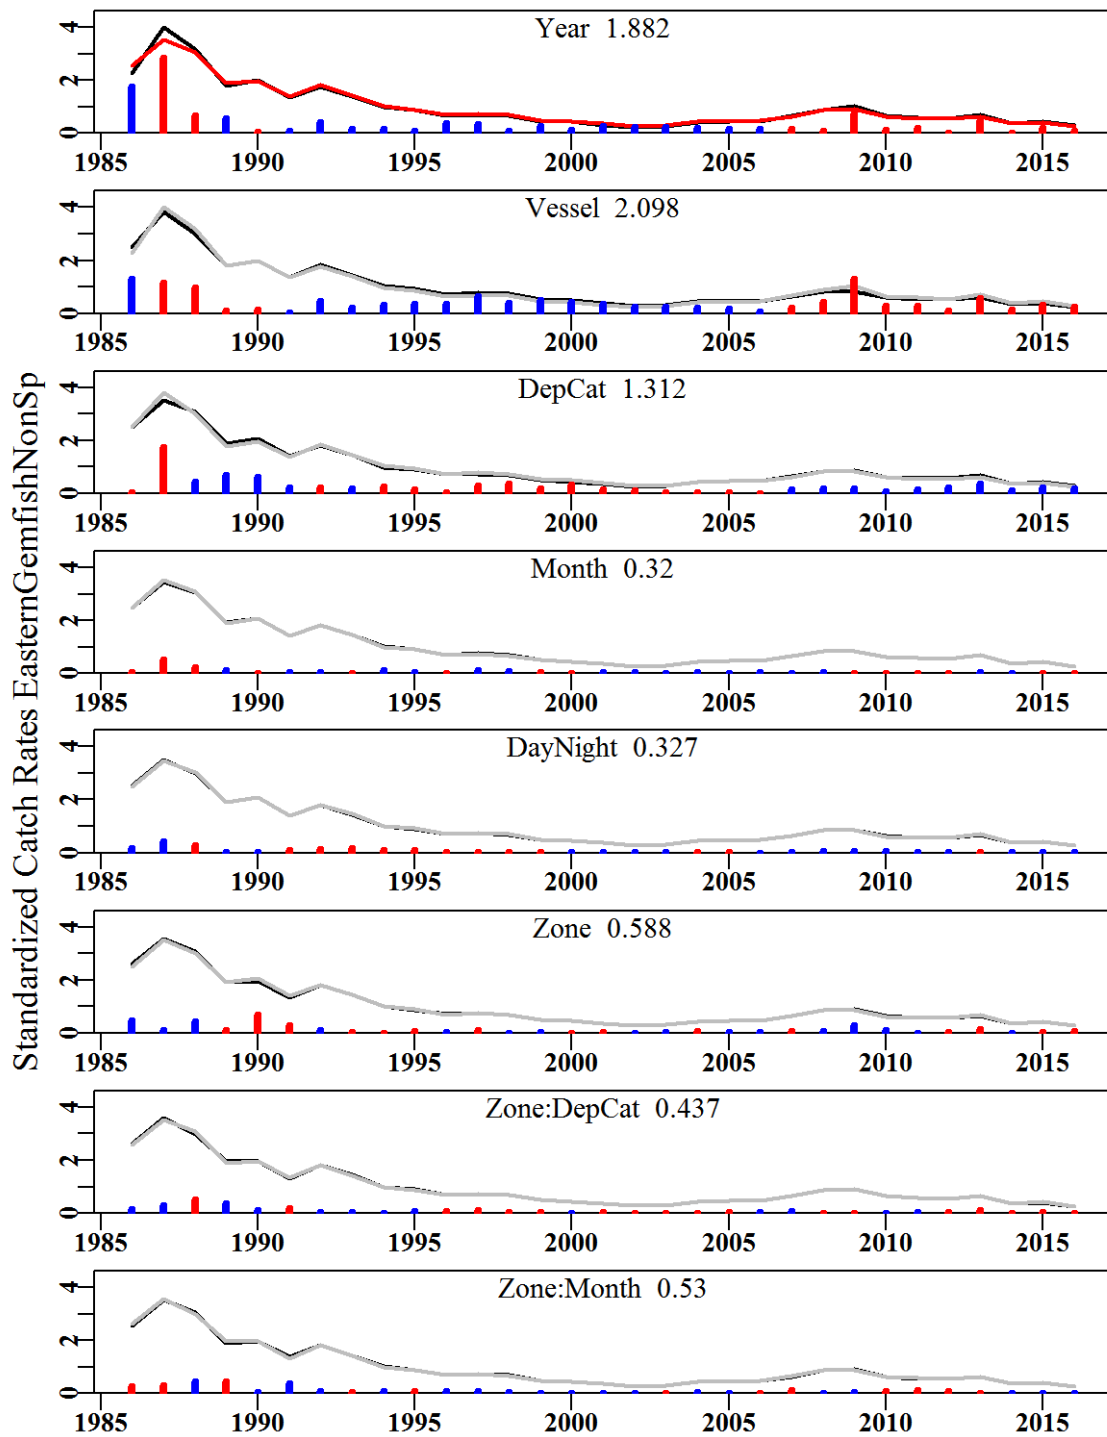 Standardized Catch Rates EasternGemfishNonSp
Year 1.882
4
2
0
1985 1990 1995 2000 2005 2010 2015
Vessel 2.098
4
2
0
1985 1990 1995 2000 2005 2010 2015
DepCat 1.312
4
2
0
1985 1990 1995 2000 2005 2010 2015
Month 0.32
4
2
0
1985 1990 1995 2000 2005 2010 2015
DayNight 0.327
4
2
0
1985 1990 1995 2000 2005 2010 2015
Zone 0.588
4
2
0
1985 1990 1995 2000 2005 2010 2015
Zone:DepCat 0.437
4
2
0
1985 1990 1995 2000 2005 2010 2015
Zone:Month 0.53
4
2
0
1985 1990 1995 2000 2005 2010 2015